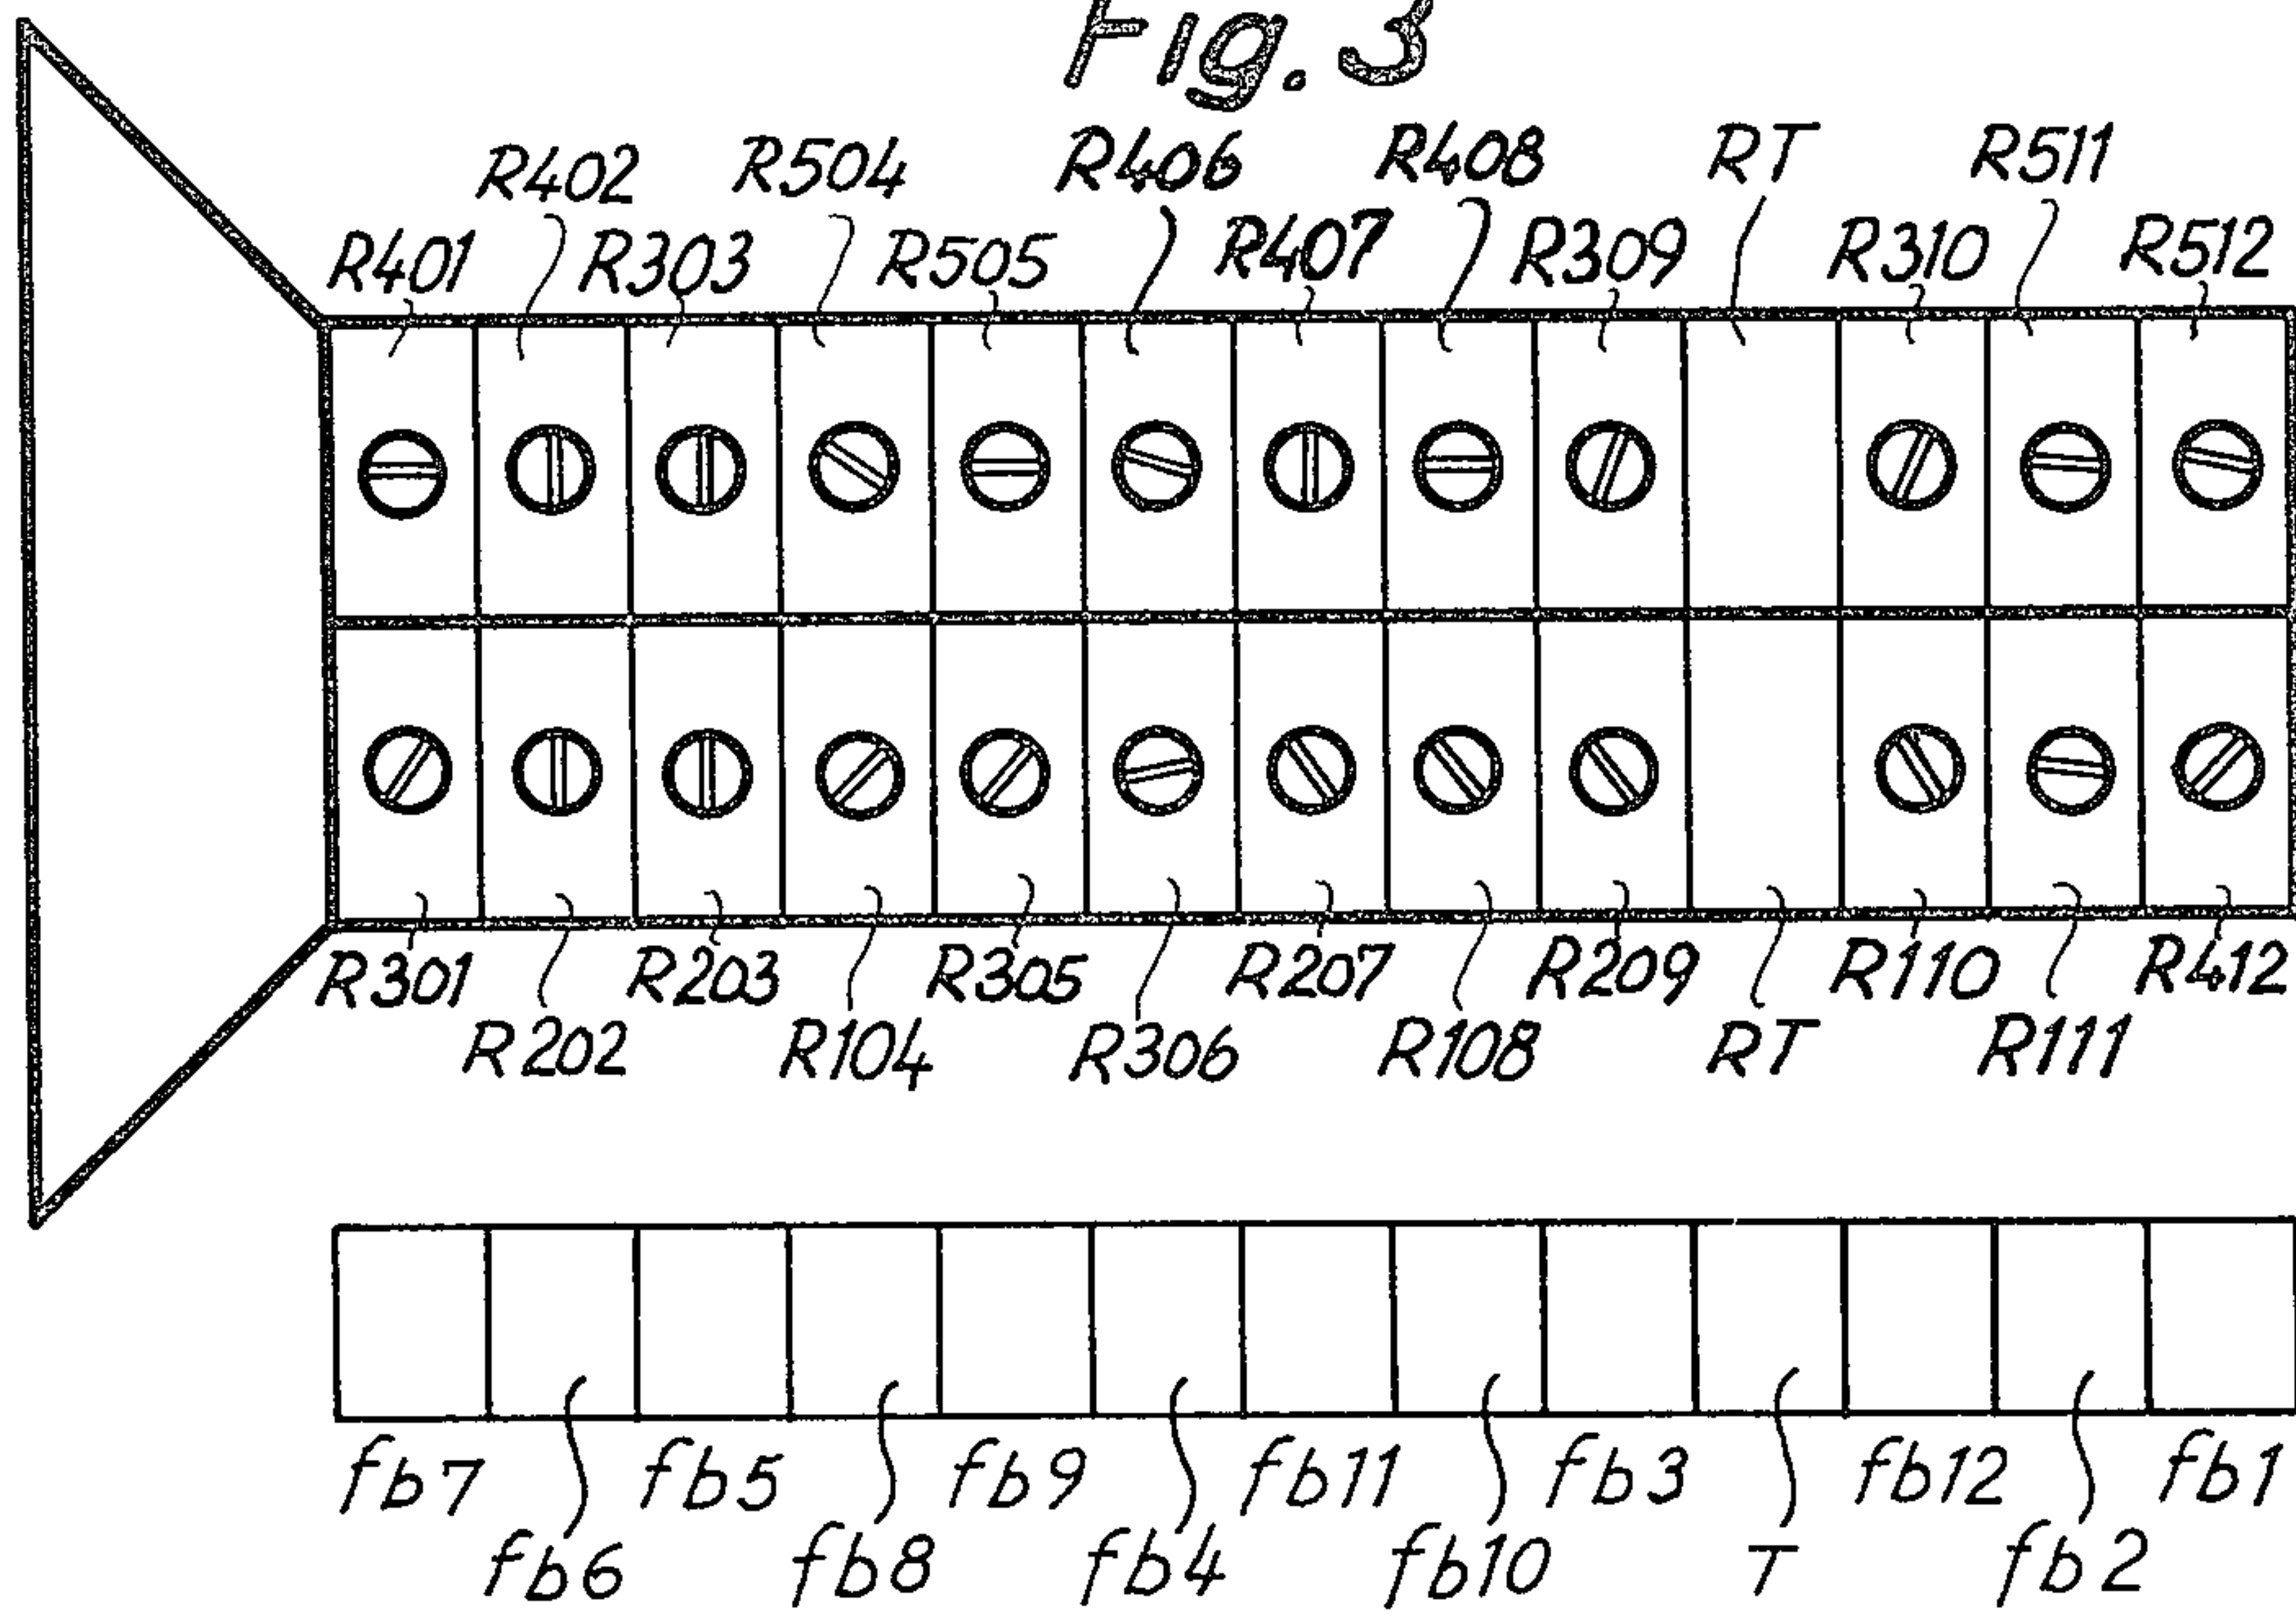 Fig. 3
R402 R504 R406 R408 RT R511
R401 R303 R505 R407 R309 R310 R512
R301 R203 R305 R207 R209 R110 R412
R202 R104 R306 R108 RT R111
fb7 fb5 fb9 fb11 fb3 fb12 fb1
fb6 fb8 fb4 fb10 T fb2